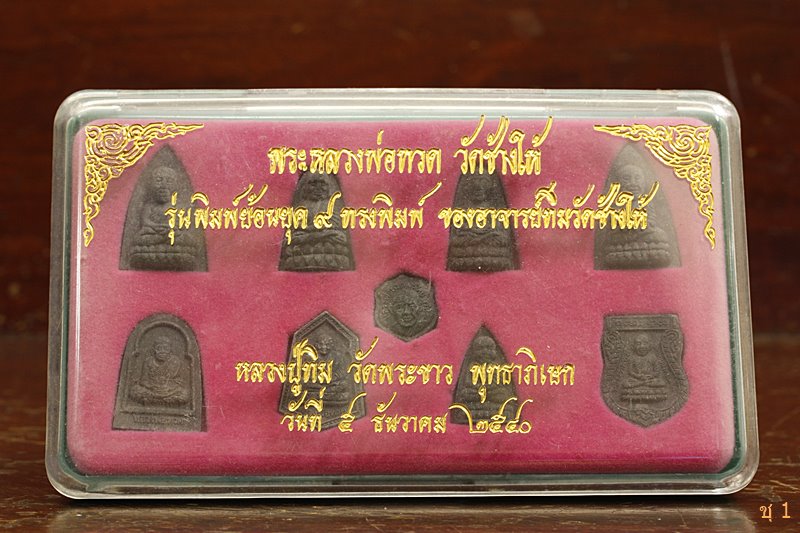 พระหลวงพ่อทวด วัดช้างให้
รุ่นพิมพ์ย้อนยุค ๙ ทรงพิมพ์ ของอาจารย์ทิมวัดช้างให้
หลวงปู่ทิม วัดพระขาว พุทธาภิเษก
วันที่ ๕ ธันวาคม ๒๕๔๐
ชุ 1